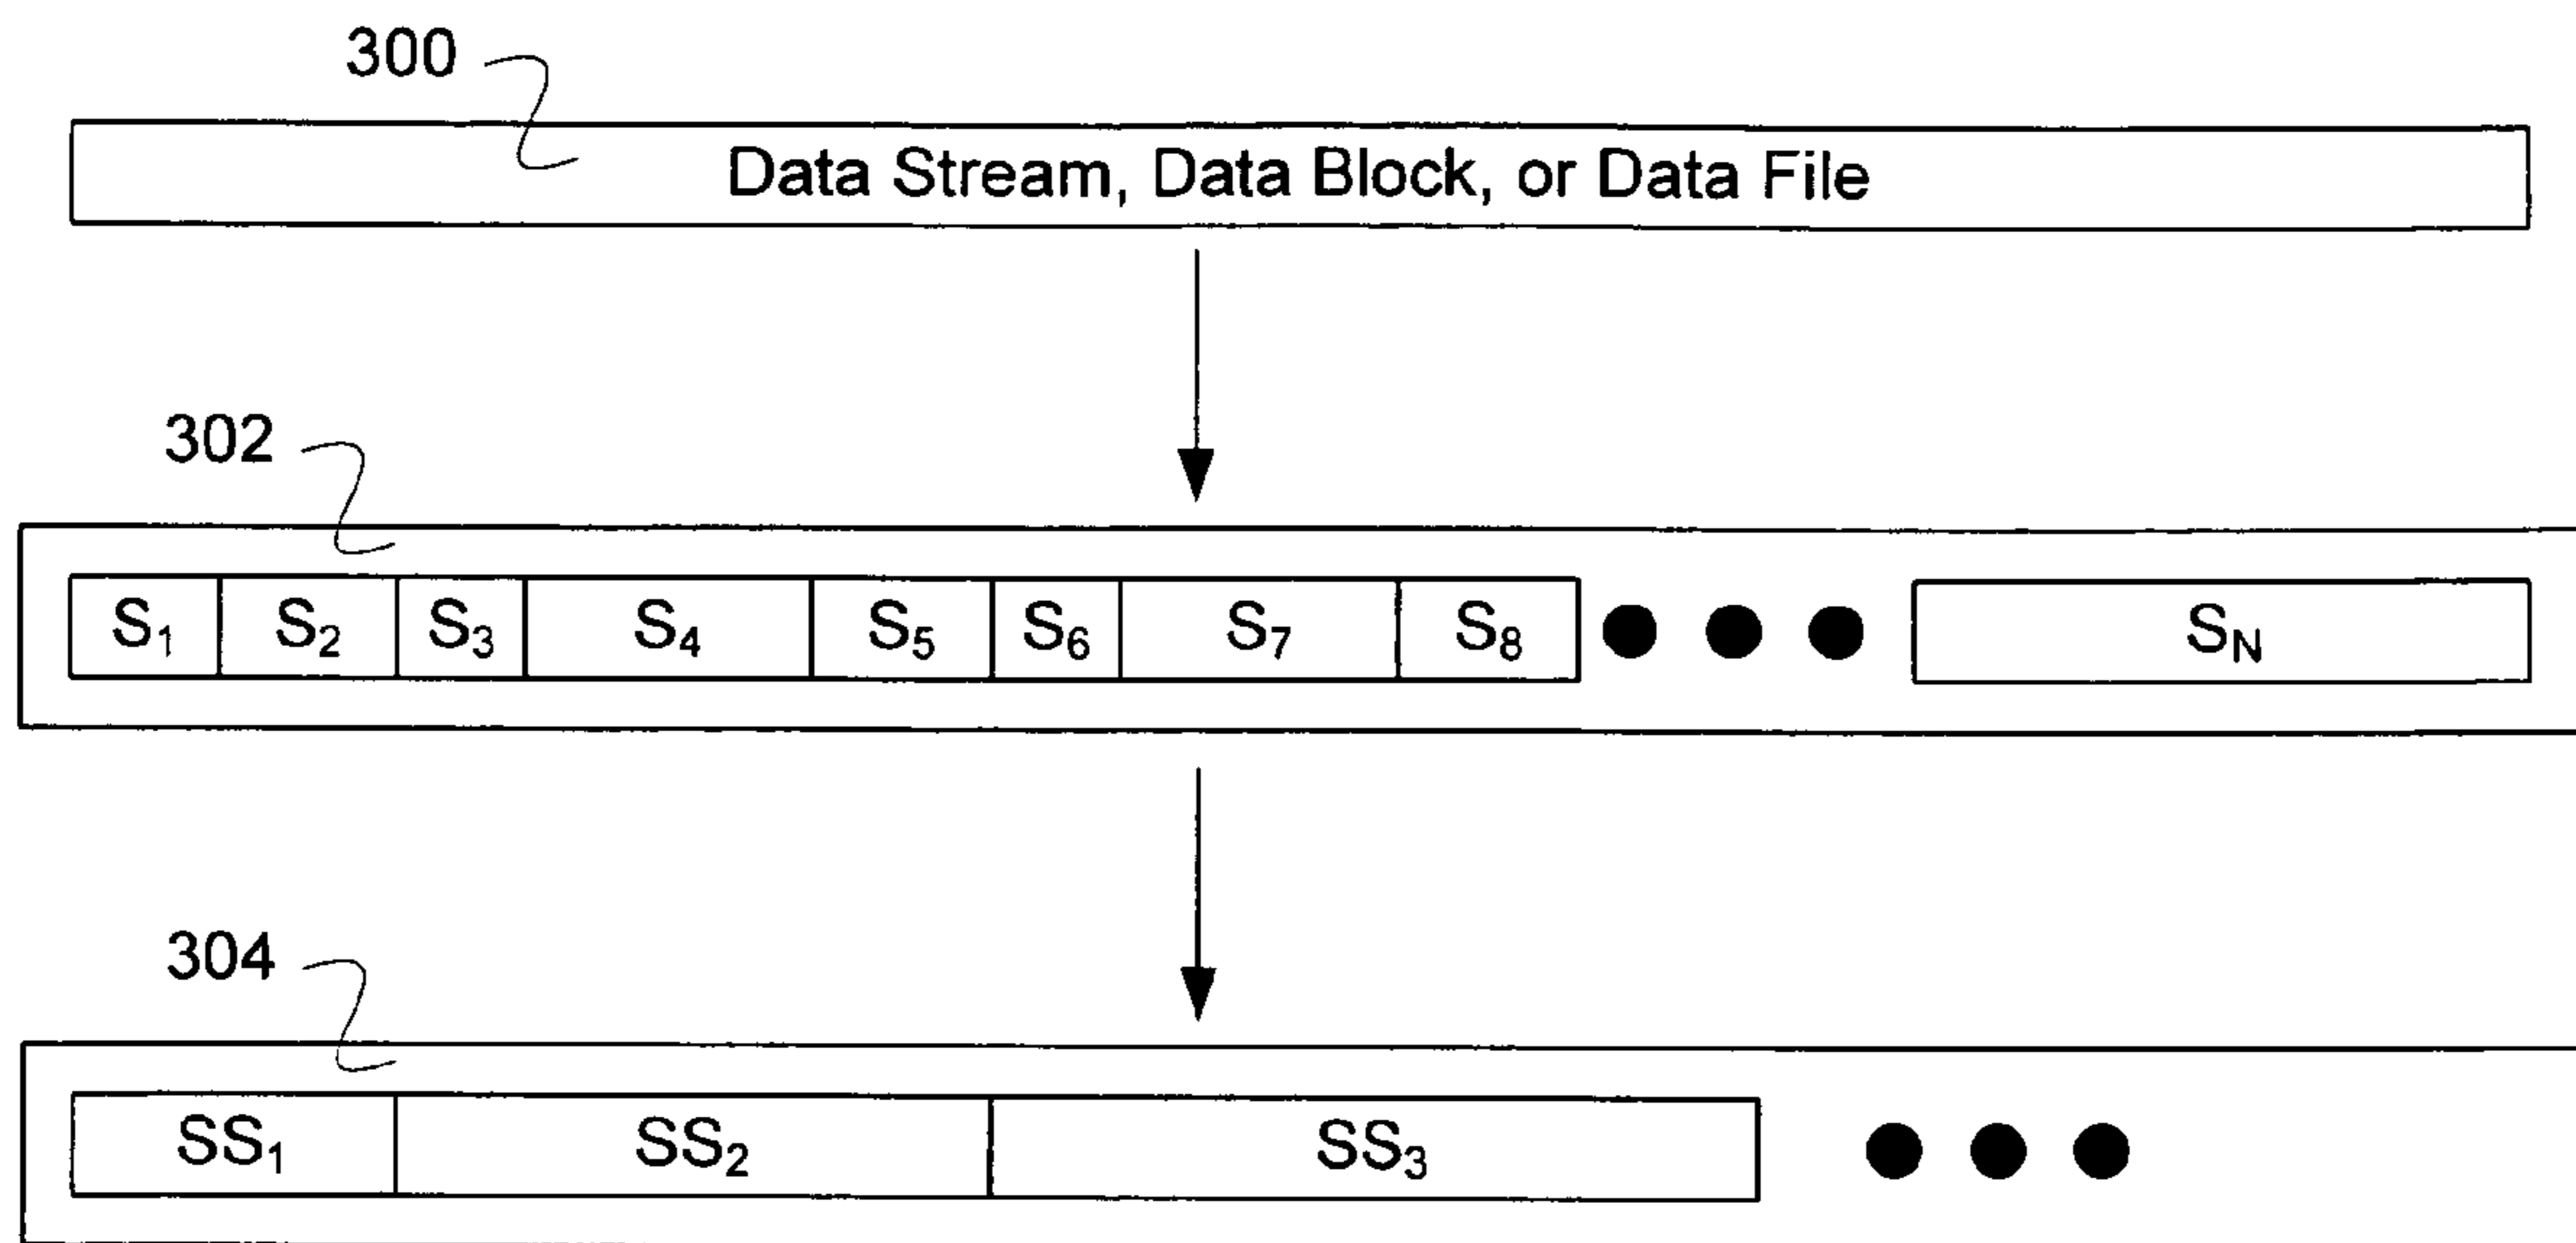 300
Data Stream, Data Block, or Data File
302
S₁ S₂ S₃ S₄ S₅ S₆ S₇ S₈ S_N
304
SS₁ SS₂ SS₃